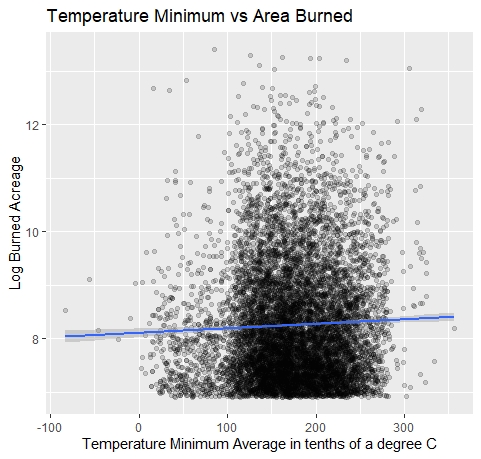 Temperature Minimum vs Area Burned
Log Burned Acreage
12
10
8
-100
0
100
200
300
Temperature Minimum Average in tenths of a degree C